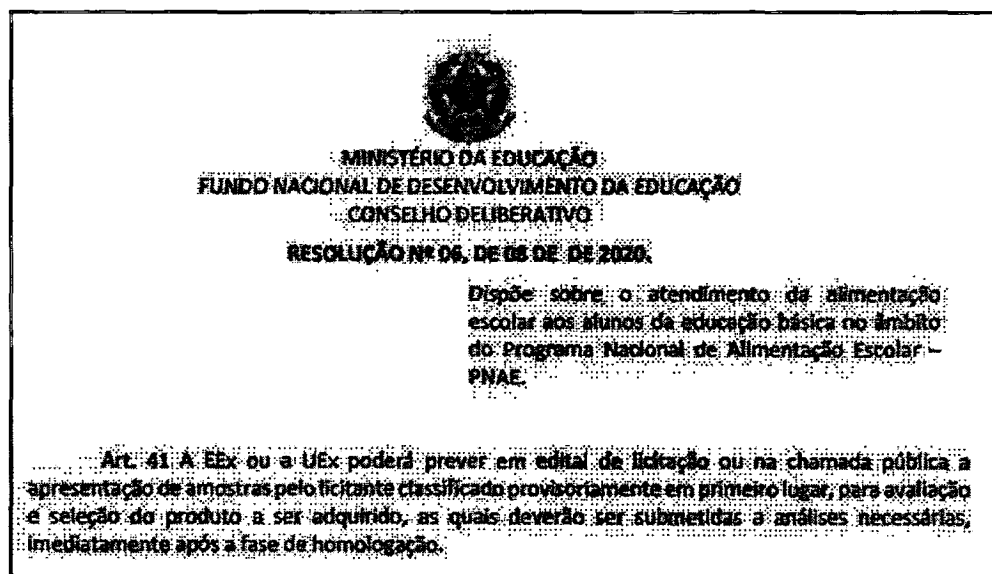 MINISTÉRIO DA EDUCAÇÃO
FUNDO NACIONAL DE DESENVOLVIMENTO DA EDUCAÇÃO
CONSELHO DELIBERATIVO
RESOLUÇÃO Nº 06, DE 08 DE DE 2020.
Dispõe sobre o atendimento da alimentação
escolar aos alunos da educação básica no âmbito
do Programa Nacional de Alimentação Escolar –
PNAE.
Art. 41 A EEx ou a UEx poderá prever em edital de licitação ou na chamada pública a
apresentação de amostras pelo licitante classificado provisoriamente em primeiro lugar, para avaliação
e seleção do produto a ser adquirido, as quais deverão ser submetidas a análises necessárias,
imediatamente após a fase de homologação.